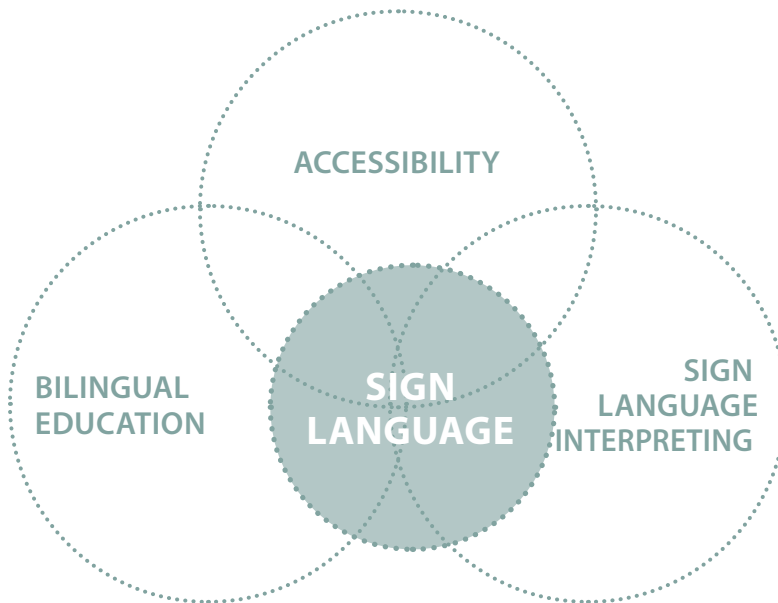 ACCESSIBILITY
BILINGUAL
EDUCATION
SIGN
LANGUAGE
SIGN
LANGUAGE
INTERPRETING